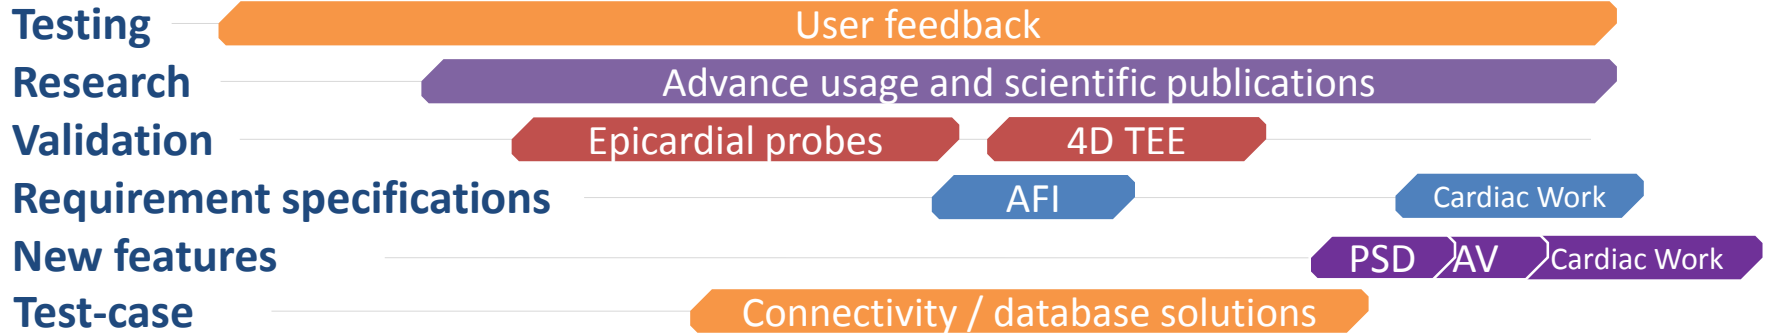 Testing User feedback
Research Advance usage and scientific publications
Validation Epicardial probes 4D TEE
Requirement specifications AFI Cardiac Work
New features PSD AV Cardiac Work
Test-case Connectivity / database solutions